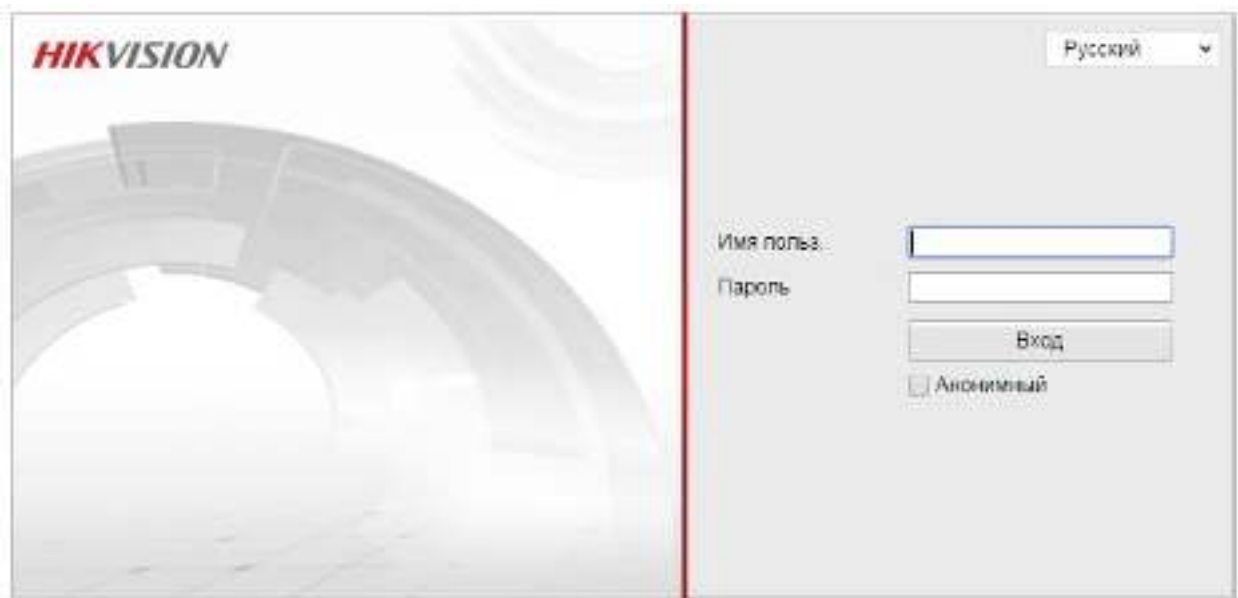 HIKVISION
Русский
Имя польз.
Пароль
Вход
Анонимный